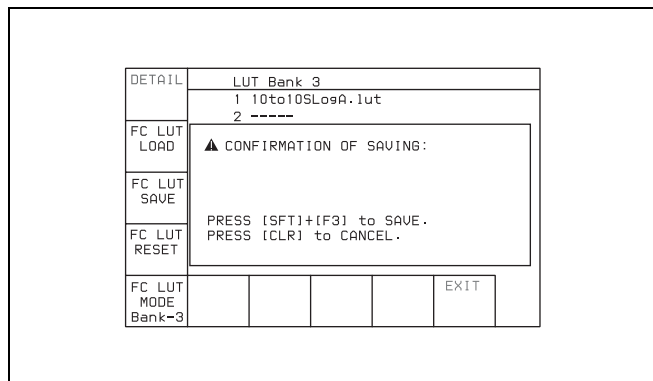 DETAIL
LUT Bank 3
1 10to10SLogA.lut
2 -----
FC LUT
LOAD
⚠ CONFIRMATION OF SAVING:
FC LUT
SAVE
PRESS [SFT]+[F3] to SAVE.
PRESS [CLR] to CANCEL.
FC LUT
RESET
FC LUT
MODE
Bank-3
EXIT